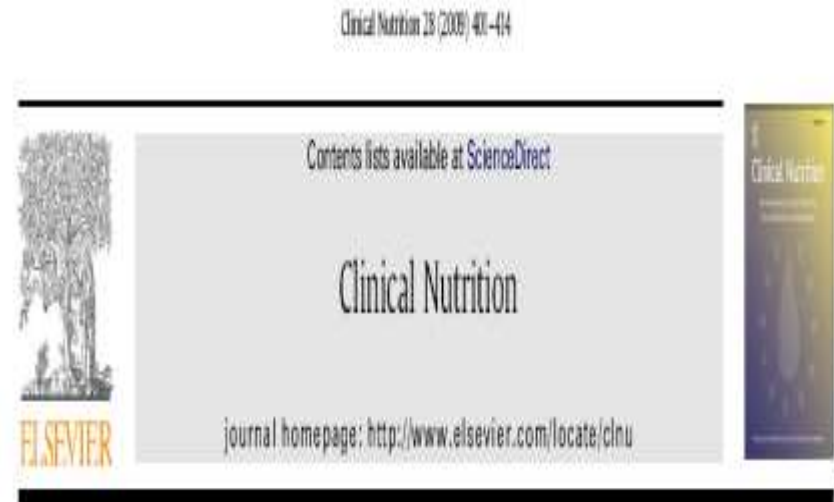 Clinical Nutrition 28 (2009) 401–414
Contents lists available at ScienceDirect
Clinical Nutrition
journal homepage: http://www.elsevier.com/locate/clnu
ELSEVIER
Clinical Nutrition